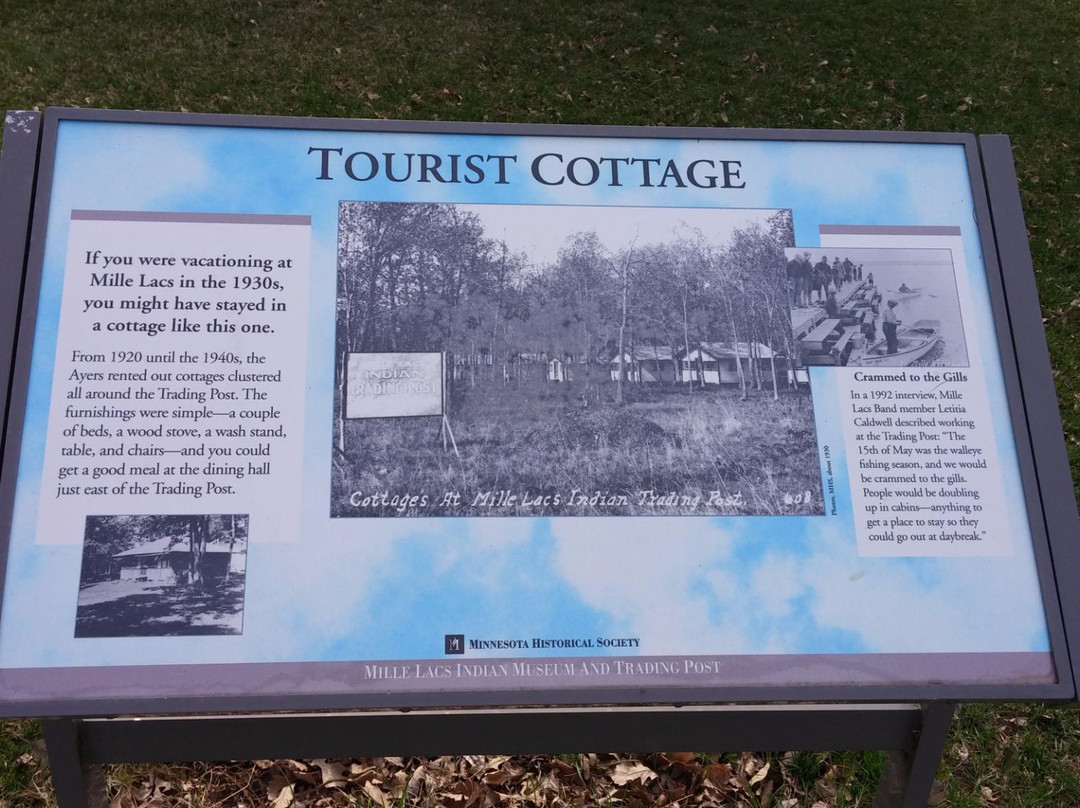 TOURIST COTTAGE
If you were vacationing at
Mille Lacs in the 1930s,
you might have stayed in
a cottage like this one.
From 1920 until the 1940s, the
Ayers rented out cottages clustered
all around the Trading Post. The
furnishings were simple—a couple
of beds, a wood stove, a wash stand,
table, and chairs—and you could
get a good meal at the dining hall
just east of the Trading Post.
INDIAN
TRADING POST
Cottages At Mille Lacs Indian Trading Post
608
Photos, MHS, about 1930
Crammed to the Gills
In a 1992 interview, Mille
Lacs Band member Letitia
Caldwell described working
at the Trading Post: “The
15th of May was the walleye
fishing season, and we would
be crammed to the gills.
People would be doubling
up in cabins—anything to
get a place to stay so they
could go out at daybreak.”
MINNESOTA HISTORICAL SOCIETY
MILLE LACS INDIAN MUSEUM AND TRADING POST